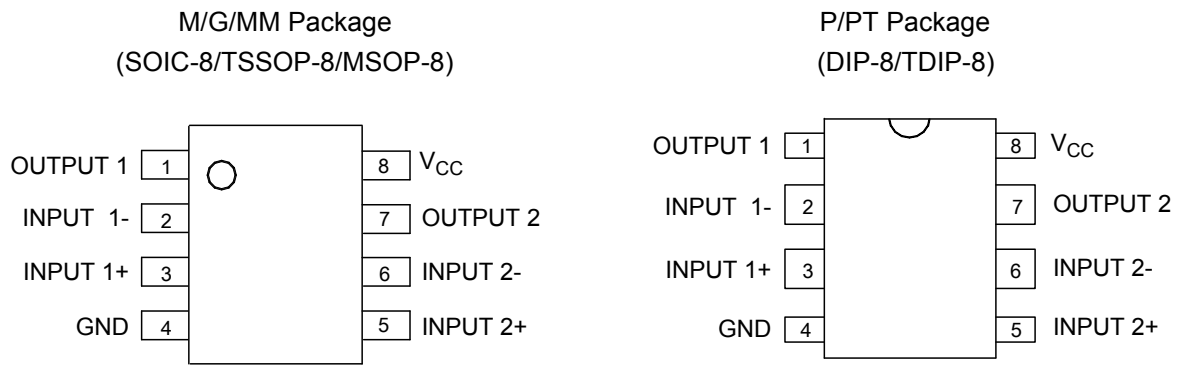 M/G/MM Package
(SOIC-8/TSSOP-8/MSOP-8)
OUTPUT 1 1 8 VCC
INPUT 1- 2 7 OUTPUT 2
INPUT 1+ 3 6 INPUT 2-
GND 4 5 INPUT 2+
P/PT Package
(DIP-8/TDIP-8)
OUTPUT 1 1 8 VCC
INPUT 1- 2 7 OUTPUT 2
INPUT 1+ 3 6 INPUT 2-
GND 4 5 INPUT 2+